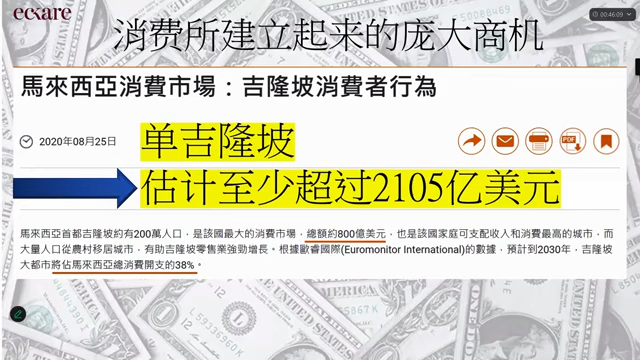 eckare
00:46:09
消费所建立起来的庞大商机
馬來西亞消費市場：吉隆坡消費者行為
2020年08月25日
单吉隆坡
PDF
估计至少超过2105亿美元
馬來西亞首都吉隆坡約有200萬人口，是該國最大的消費市場，總額約800億美元，也是該國家庭可支配收入和消費最高的城市，而
大量人口從農村移居城市，有助吉隆坡零售業強勁增長。根據歐睿國際(Euromonitor International)的數據，預計到2030年，吉隆坡
大都市將佔馬來西亞總消費開支的38%。